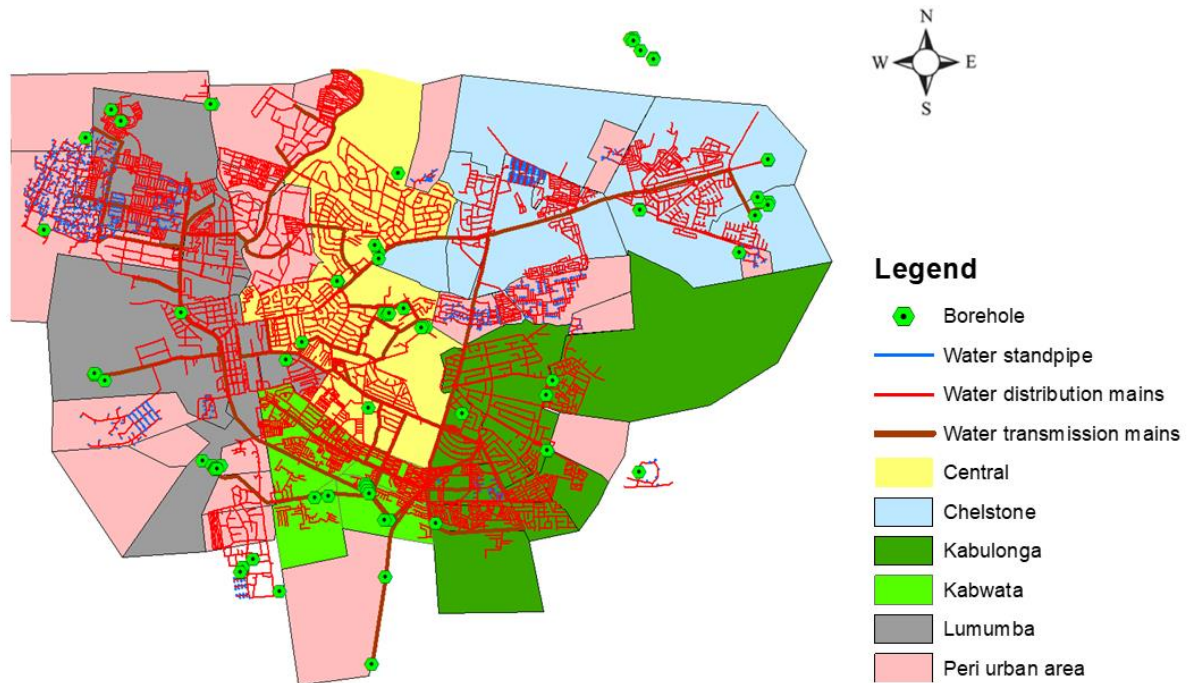 N
W E
S
Legend
Borehole
Water standpipe
Water distribution mains
Water transmission mains
Central
Chelstone
Kabulonga
Kabwata
Lumumba
Peri urban area